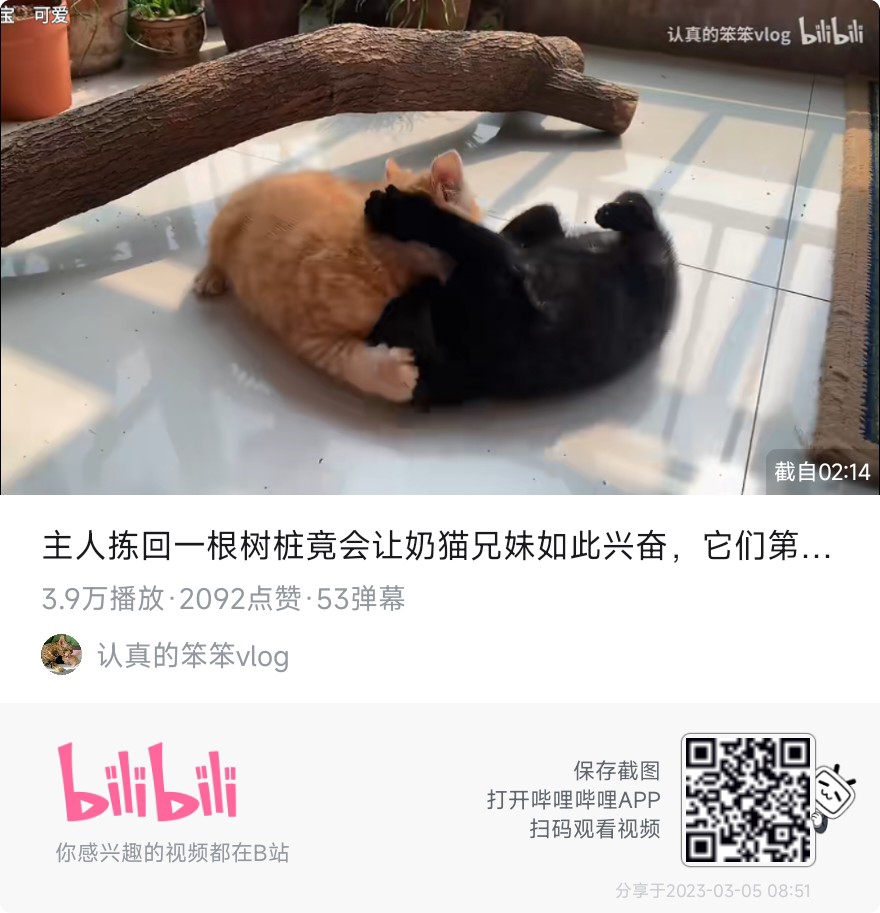 宝 可爱
认真的笨笨vlog bilibili
截自02:14
主人拣回一根树桩竟会让奶猫兄妹如此兴奋，它们第...
3.9万播放·2092点赞·53弹幕
认真的笨笨vlog
bilibili
你感兴趣的视频都在B站
保存截图
打开哔哩哔哩APP
扫码观看视频
分享于2023-03-05 08:51